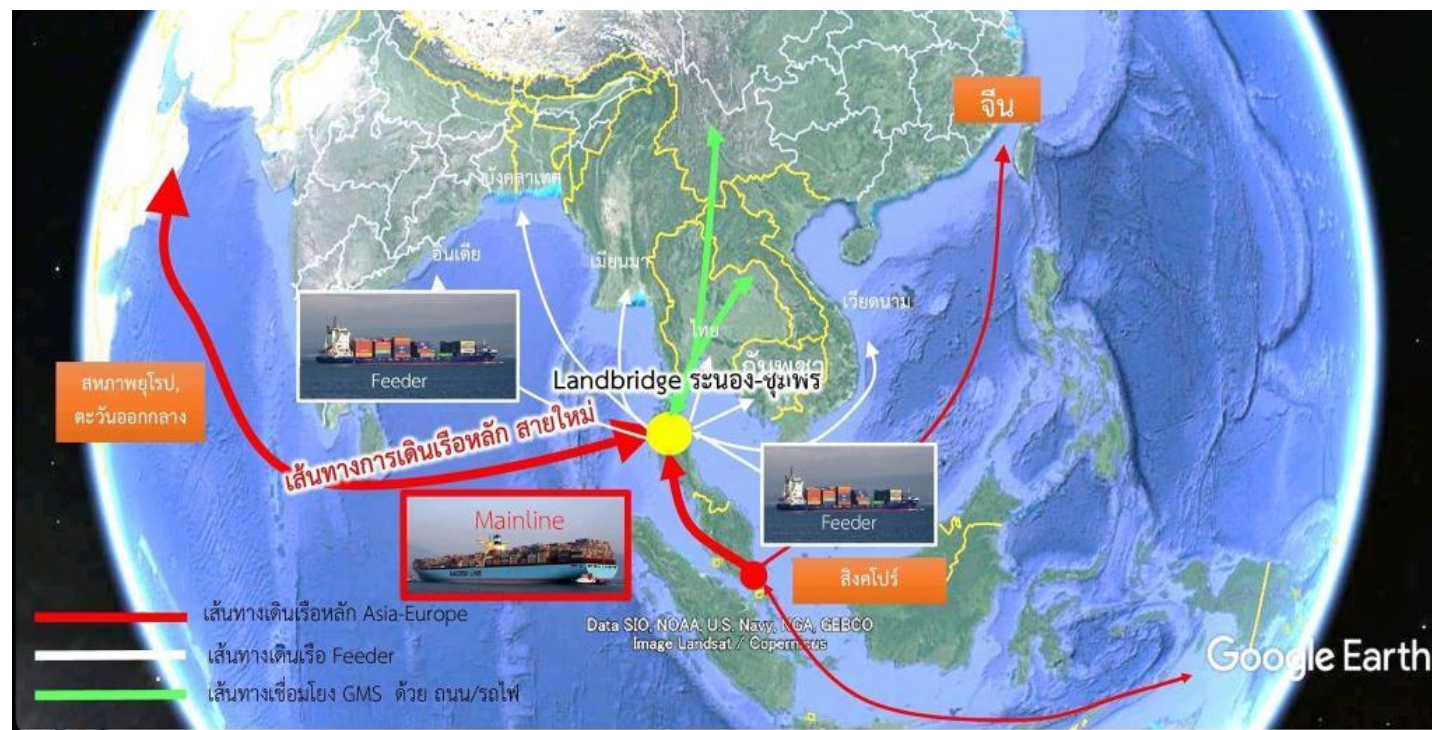 จีน
บังคลาเทศ
อินเดีย
เมียนมา
เวียดนาม
ไทย
กัมพูชา
Feeder
Landbridge ระนอง-ชุมพร
สหภาพยุโรป,
ตะวันออกกลาง
เส้นทางการเดินเรือหลัก สายใหม่
Mainline
MAERSK LINE
Feeder
สิงคโปร์
เส้นทางเดินเรือหลัก Asia-Europe
เส้นทางเดินเรือ Feeder
เส้นทางเชื่อมโยง GMS ด้วย ถนน/รถไฟ
Data SIO, NOAA, U.S. Navy, NGA, GEBCO
Image Landsat / Copernicus
Google Earth